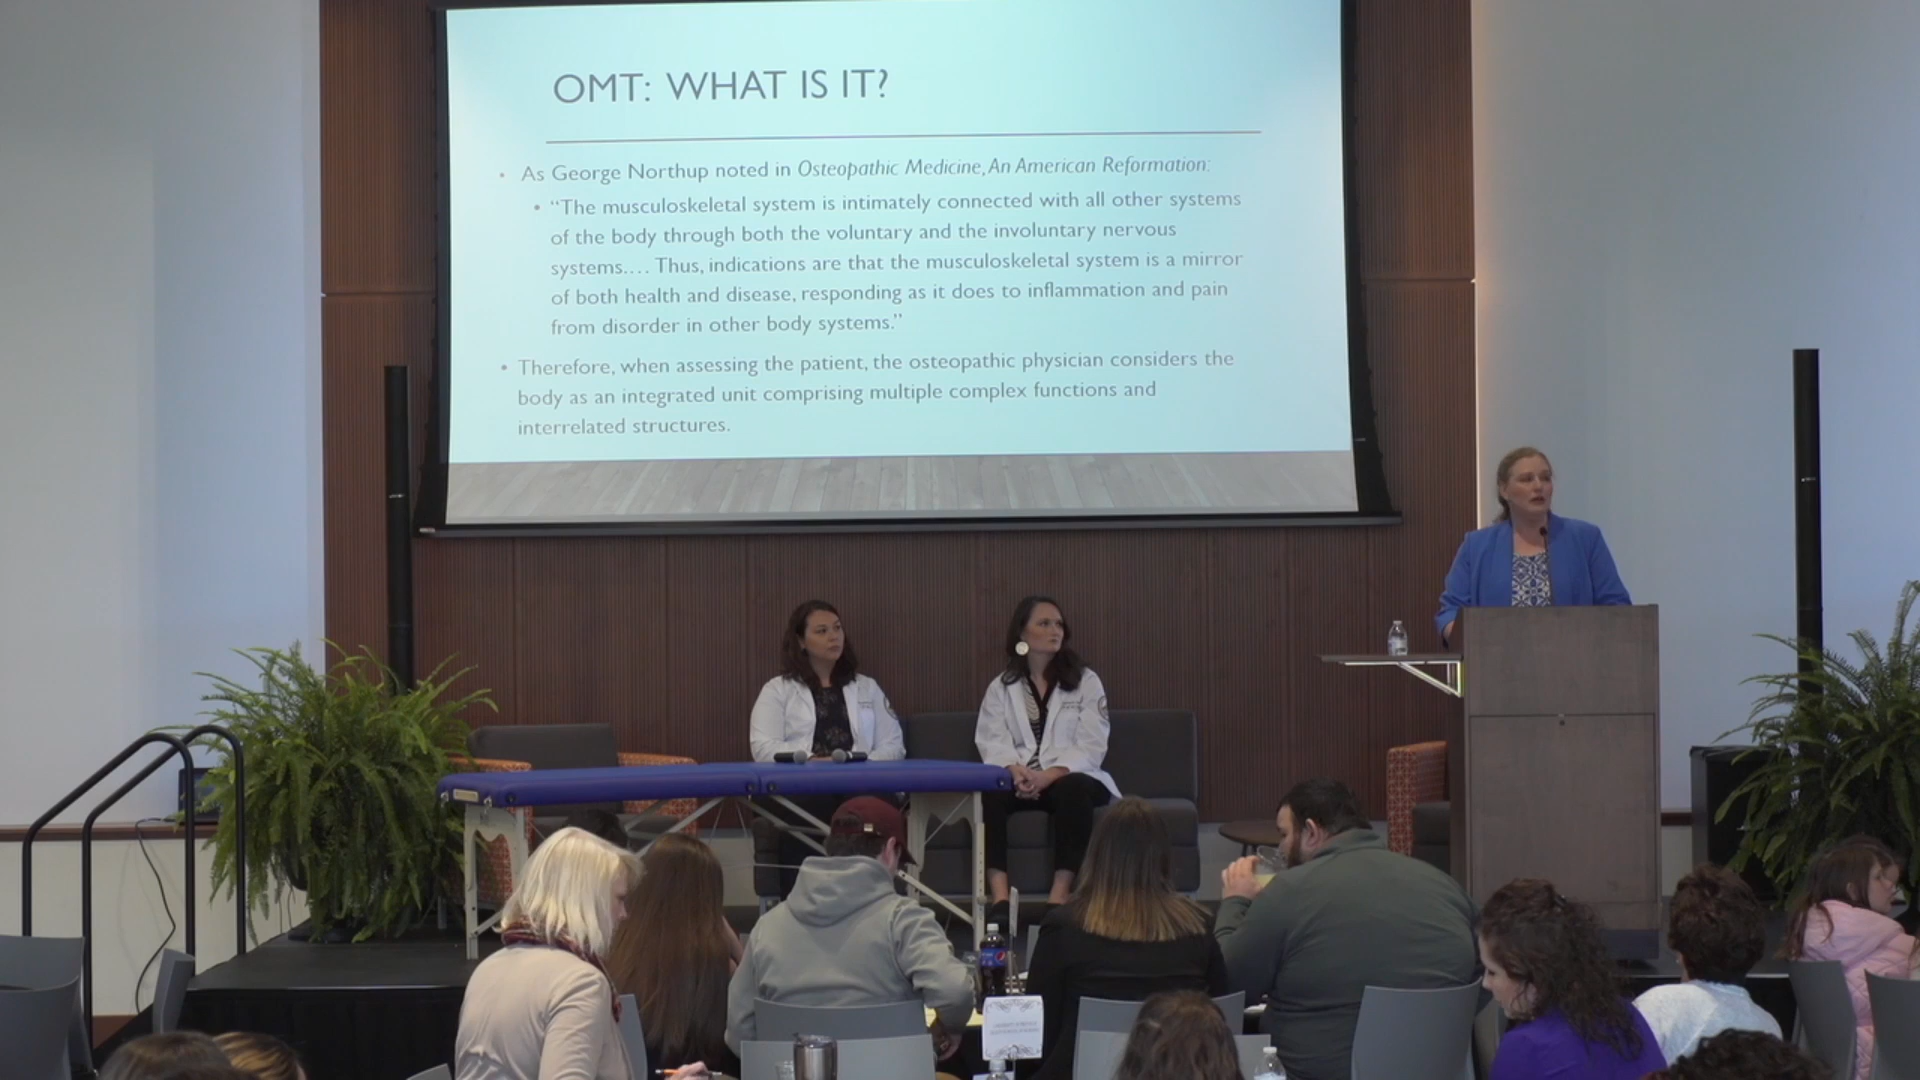 OMT: WHAT IS IT?
• As George Northup noted in Osteopathic Medicine, An American Reformation:
• “The musculoskeletal system is intimately connected with all other systems
of the body through both the voluntary and the involuntary nervous
systems.… Thus, indications are that the musculoskeletal system is a mirror
of both health and disease, responding as it does to inflammation and pain
from disorder in other body systems.”
• Therefore, when assessing the patient, the osteopathic physician considers the
body as an integrated unit comprising multiple complex functions and
interrelated structures.